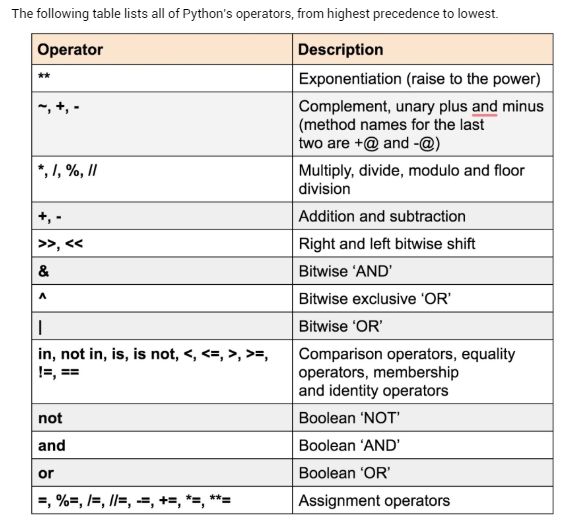 The following table lists all of Python's operators, from highest precedence to lowest.
Operator Description
** Exponentiation (raise to the power)
~, +, - Complement, unary plus and minus
(method names for the last
two are +@ and -@)
*, /, %, // Multiply, divide, modulo and floor
division
+, - Addition and subtraction
>>, << Right and left bitwise shift
& Bitwise ‘AND’
^ Bitwise exclusive ‘OR’
| Bitwise ‘OR’
in, not in, is, is not, <, <=, >, >=, Comparison operators, equality
!=, == operators, membership
and identity operators
not Boolean ‘NOT’
and Boolean ‘AND’
or Boolean ‘OR’
=, %=, /=, //=, -=, +=, *=, **= Assignment operators